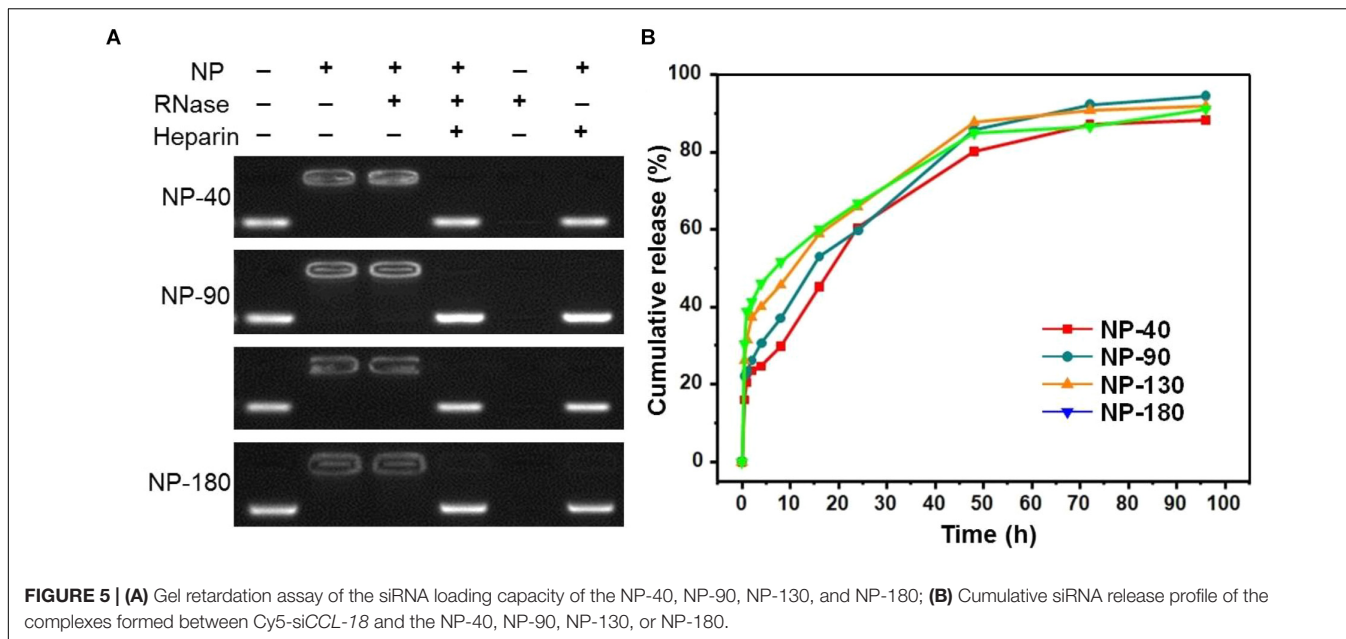 A
NP – + + + – +
RNase – – + + + –
Heparin – – – + – +
NP-40
NP-90
NP-180
B
Cumulative release (%)
100
80
60
40
20
0
0 10 20 30 40 50 60 70 80 90 100
Time (h)
NP-40
NP-90
NP-130
NP-180
FIGURE 5 | (A) Gel retardation assay of the siRNA loading capacity of the NP-40, NP-90, NP-130, and NP-180; (B) Cumulative siRNA release profile of the
complexes formed between Cy5-siCCL-18 and the NP-40, NP-90, NP-130, or NP-180.